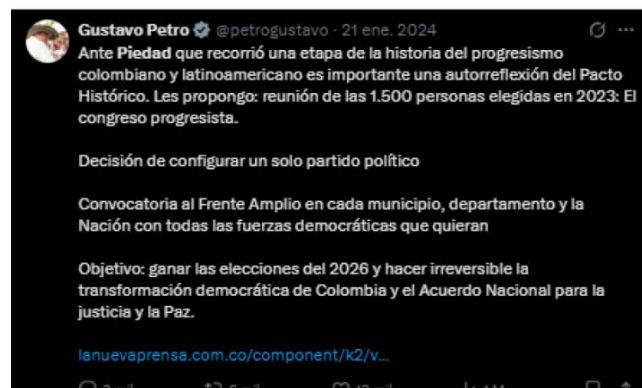 Gustavo Petro @petrogustavo · 21 ene. 2024
Ante Piedad que recorrió una etapa de la historia del progresismo
colombiano y latinoamericano es importante una autorreflexión del Pacto
Histórico. Les propongo: reunión de las 1.500 personas elegidas en 2023: El
congreso progresista.
Decisión de configurar un solo partido político
Convocatoria al Frente Amplio en cada municipio, departamento y la
Nación con todas las fuerzas democráticas que quieran
Objetivo: ganar las elecciones del 2026 y hacer irreversible la
transformación democrática de Colombia y el Acuerdo Nacional para la
justicia y la Paz.
lanuevaprensa.com.co/component/k2/v...